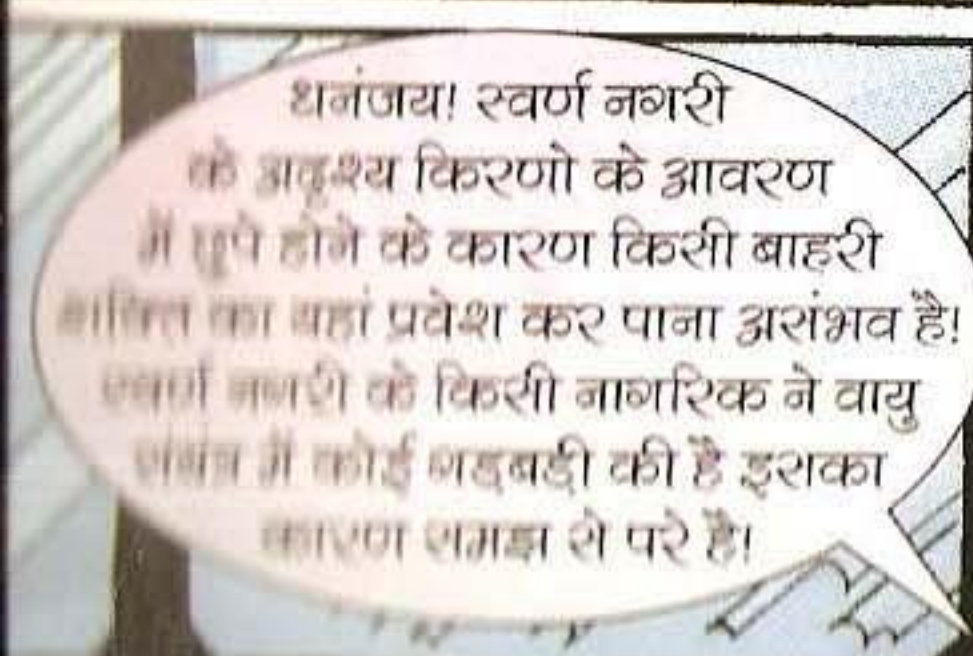 धनंजय! स्वर्ण नगरी
के अदृश्य किरणो के आवरण
में छुपे होने के कारण किसी बाहरी
शक्ति का यहां प्रवेश कर पाना असंभव है!
स्वर्ण नगरी के किसी नागरिक ने वायु
संयंत्र में कोई गड़बड़ी की है इसका
कारण समझ से परे है!